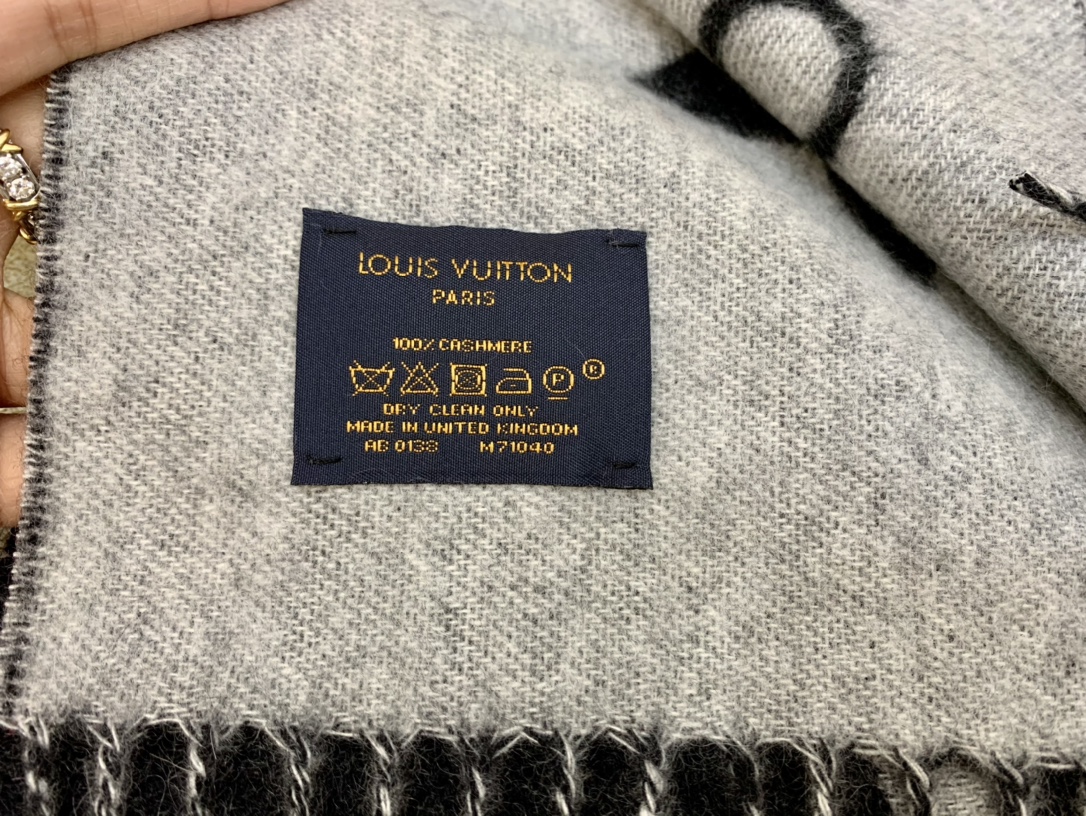 LOUIS VUITTON
PARIS
100% CASHMERE
P ®
DRY CLEAN ONLY
MADE IN UNITED KINGDOM
AB 0138 M71040